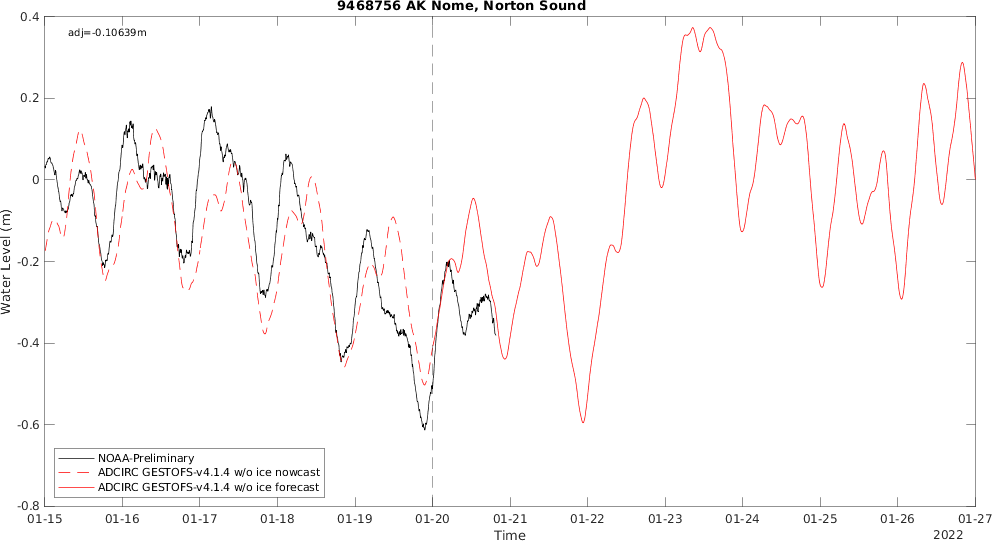 9468756 AK Nome, Norton Sound
adj=-0.10639m
0.4
0.2
0
-0.2
-0.4
-0.6
-0.8
Water Level (m)
NOAA-Preliminary
ADCIRC GESTOFS-v4.1.4 w/o ice nowcast
ADCIRC GESTOFS-v4.1.4 w/o ice forecast
01-15 01-16 01-17 01-18 01-19 01-20 01-21 01-22 01-23 01-24 01-25 01-26 01-27
Time
2022